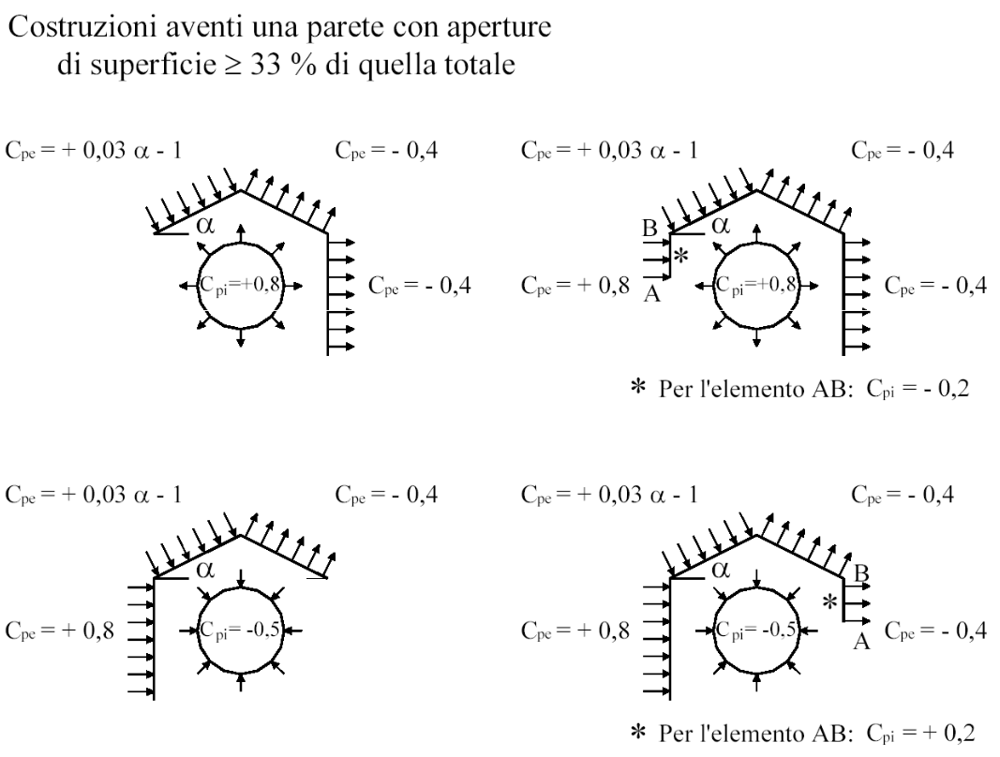 Costruzioni aventi una parete con aperture
di superficie ≥ 33 % di quella totale
Cpe = + 0,03 α - 1
Cpe = - 0,4
α
Cpi=+0,8
Cpe = - 0,4
Cpe = + 0,03 α - 1
Cpe = - 0,4
B
α
*
Cpe = + 0,8
A
Cpi=+0,8
Cpe = - 0,4
* Per l'elemento AB: Cpi = - 0,2
Cpe = + 0,03 α - 1
Cpe = - 0,4
α
Cpe = + 0,8
Cpi= -0,5
Cpe = + 0,03 α - 1
Cpe = - 0,4
α
B
*
Cpe = + 0,8
Cpi= -0,5
A
Cpe = - 0,4
* Per l'elemento AB: Cpi = + 0,2